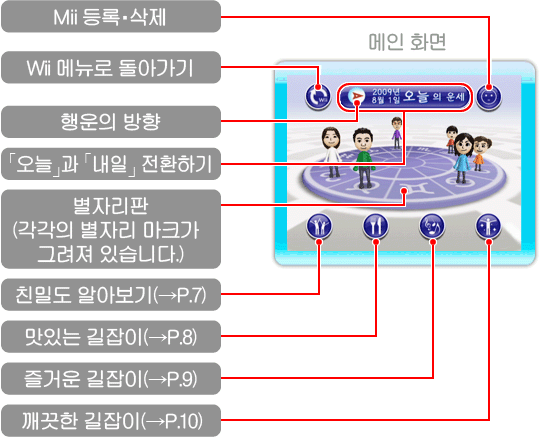 Mii 등록·삭제
메인 화면
Wii 메뉴로 돌아가기
Wii
2009년
8월 1일 오늘의 운세
행운의 방향
「오늘」과 「내일」 전환하기
별자리판
(각각의 별자리 마크가
그려져 있습니다.)
친밀도 알아보기(→P.7)
맛있는 길잡이(→P.8)
즐거운 길잡이(→P.9)
깨끗한 길잡이(→P.10)